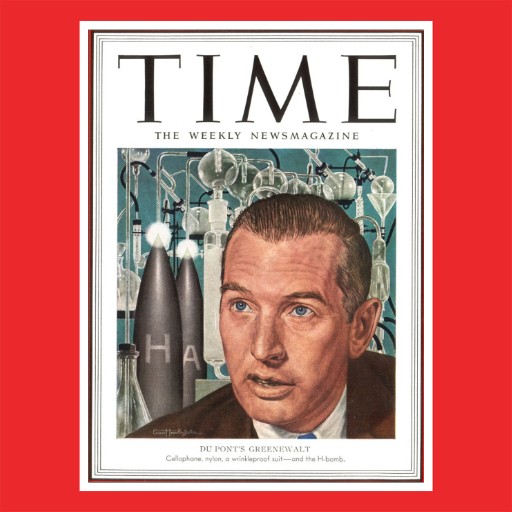 TIME
THE WEEKLY NEWSMAGAZINE
H A
DU PONT'S GREENEWALT
Cellophane, nylon, a wrinkleproof suit—and the H-bomb.